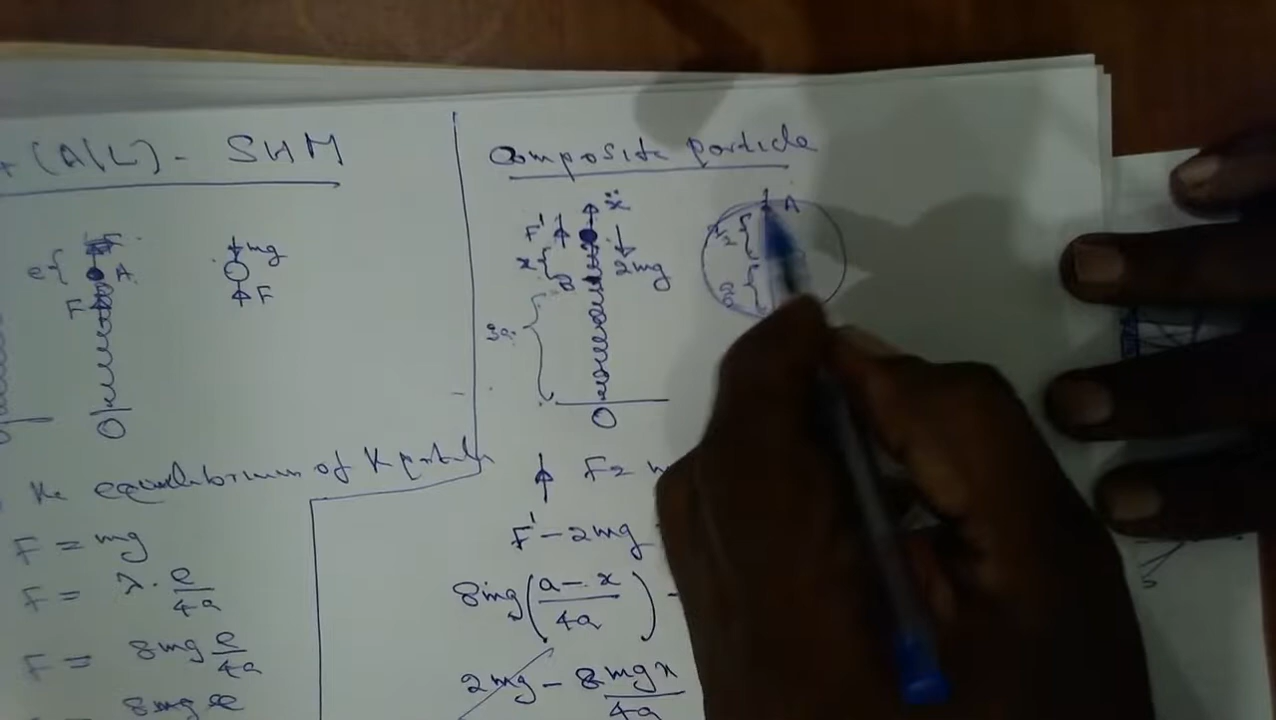 + (A/L) - SHM
e{
F
A
mg
F
O
the equilibrium of the particle
F = mg
F = λ. e/4a
F = 8mg e/4a
8mg e
Composite particle
F' ẍ
x 2mg
3a
O
A
↑ F = m
F' - 2mg
8mg(a - x/4a) -
2mg - 8mgx/4a